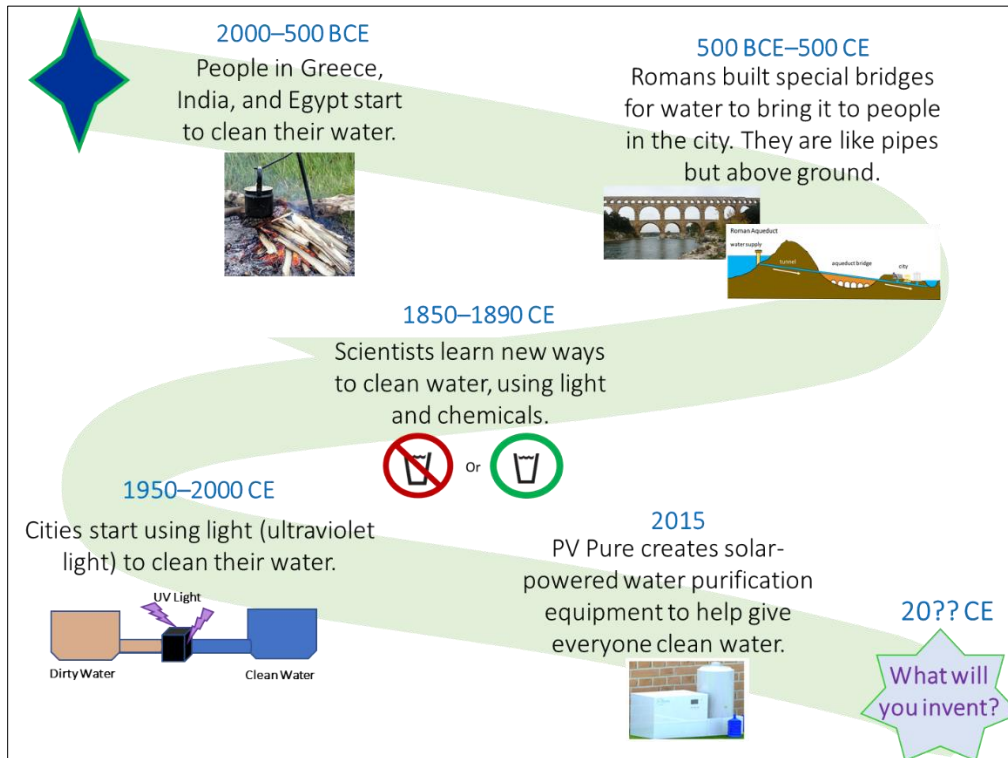 2000–500 BCE
People in Greece,
India, and Egypt start
to clean their water.
500 BCE–500 CE
Romans built special bridges
for water to bring it to people
in the city. They are like pipes
but above ground.
Roman Aqueduct
water supply
tunnel
aqueduct bridge
city
1850–1890 CE
Scientists learn new ways
to clean water, using light
and chemicals.
Or
1950–2000 CE
Cities start using light (ultraviolet
light) to clean their water.
UV Light
Dirty Water
Clean Water
2015
PV Pure creates solar-
powered water purification
equipment to help give
everyone clean water.
20?? CE
What will
you invent?